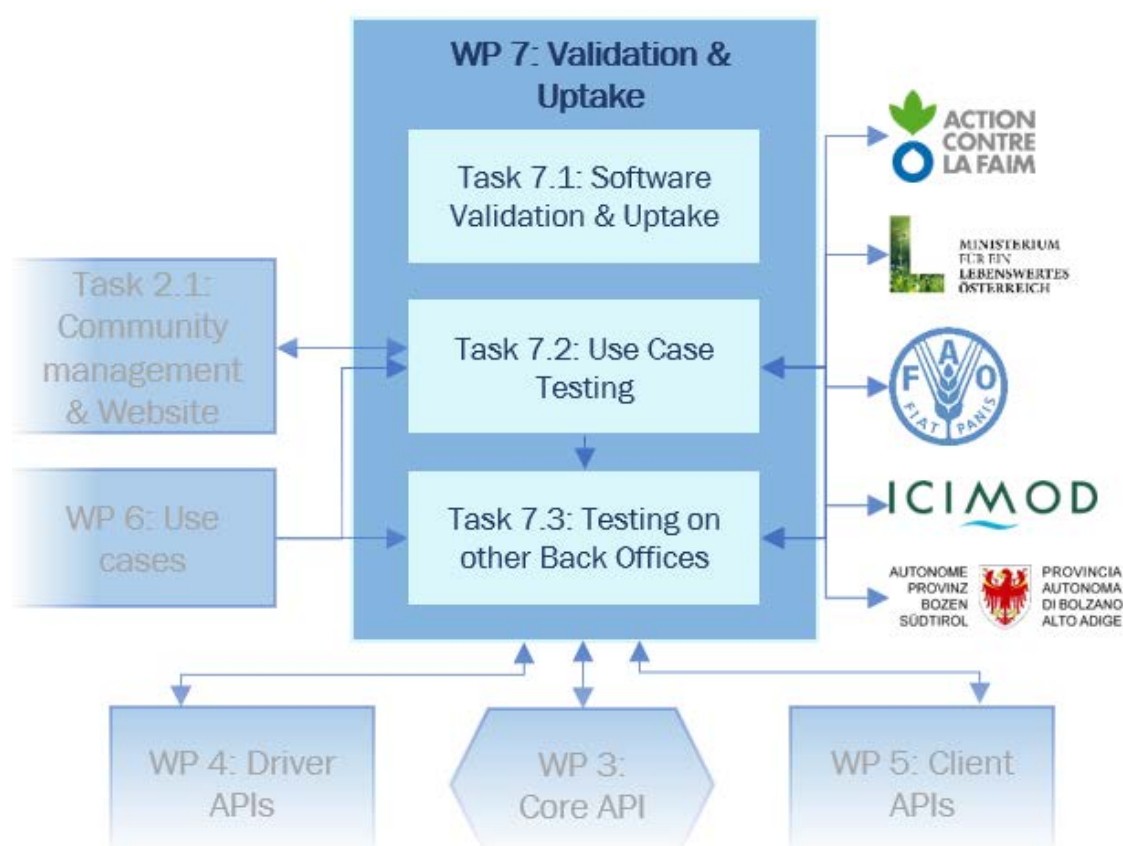 WP 7: Validation &
Uptake
Task 7.1: Software
Validation & Uptake
Task 7.2: Use Case
Testing
Task 7.3: Testing on
other Back Offices
Task 2.1:
Community
management
& Website
WP 6: Use
cases
ACTION
CONTRE
LA FAIM
MINISTERIUM
FÜR EIN
LEBENSWERTES
ÖSTERREICH
F A O
FIAT PANIS
ICIMOD
AUTONOME
PROVINZ
BOZEN
SÜDTIROL
PROVINCIA
AUTONOMA
DI BOLZANO
ALTO ADIGE
WP 4: Driver
APIs
WP 3:
Core API
WP 5: Client
APIs